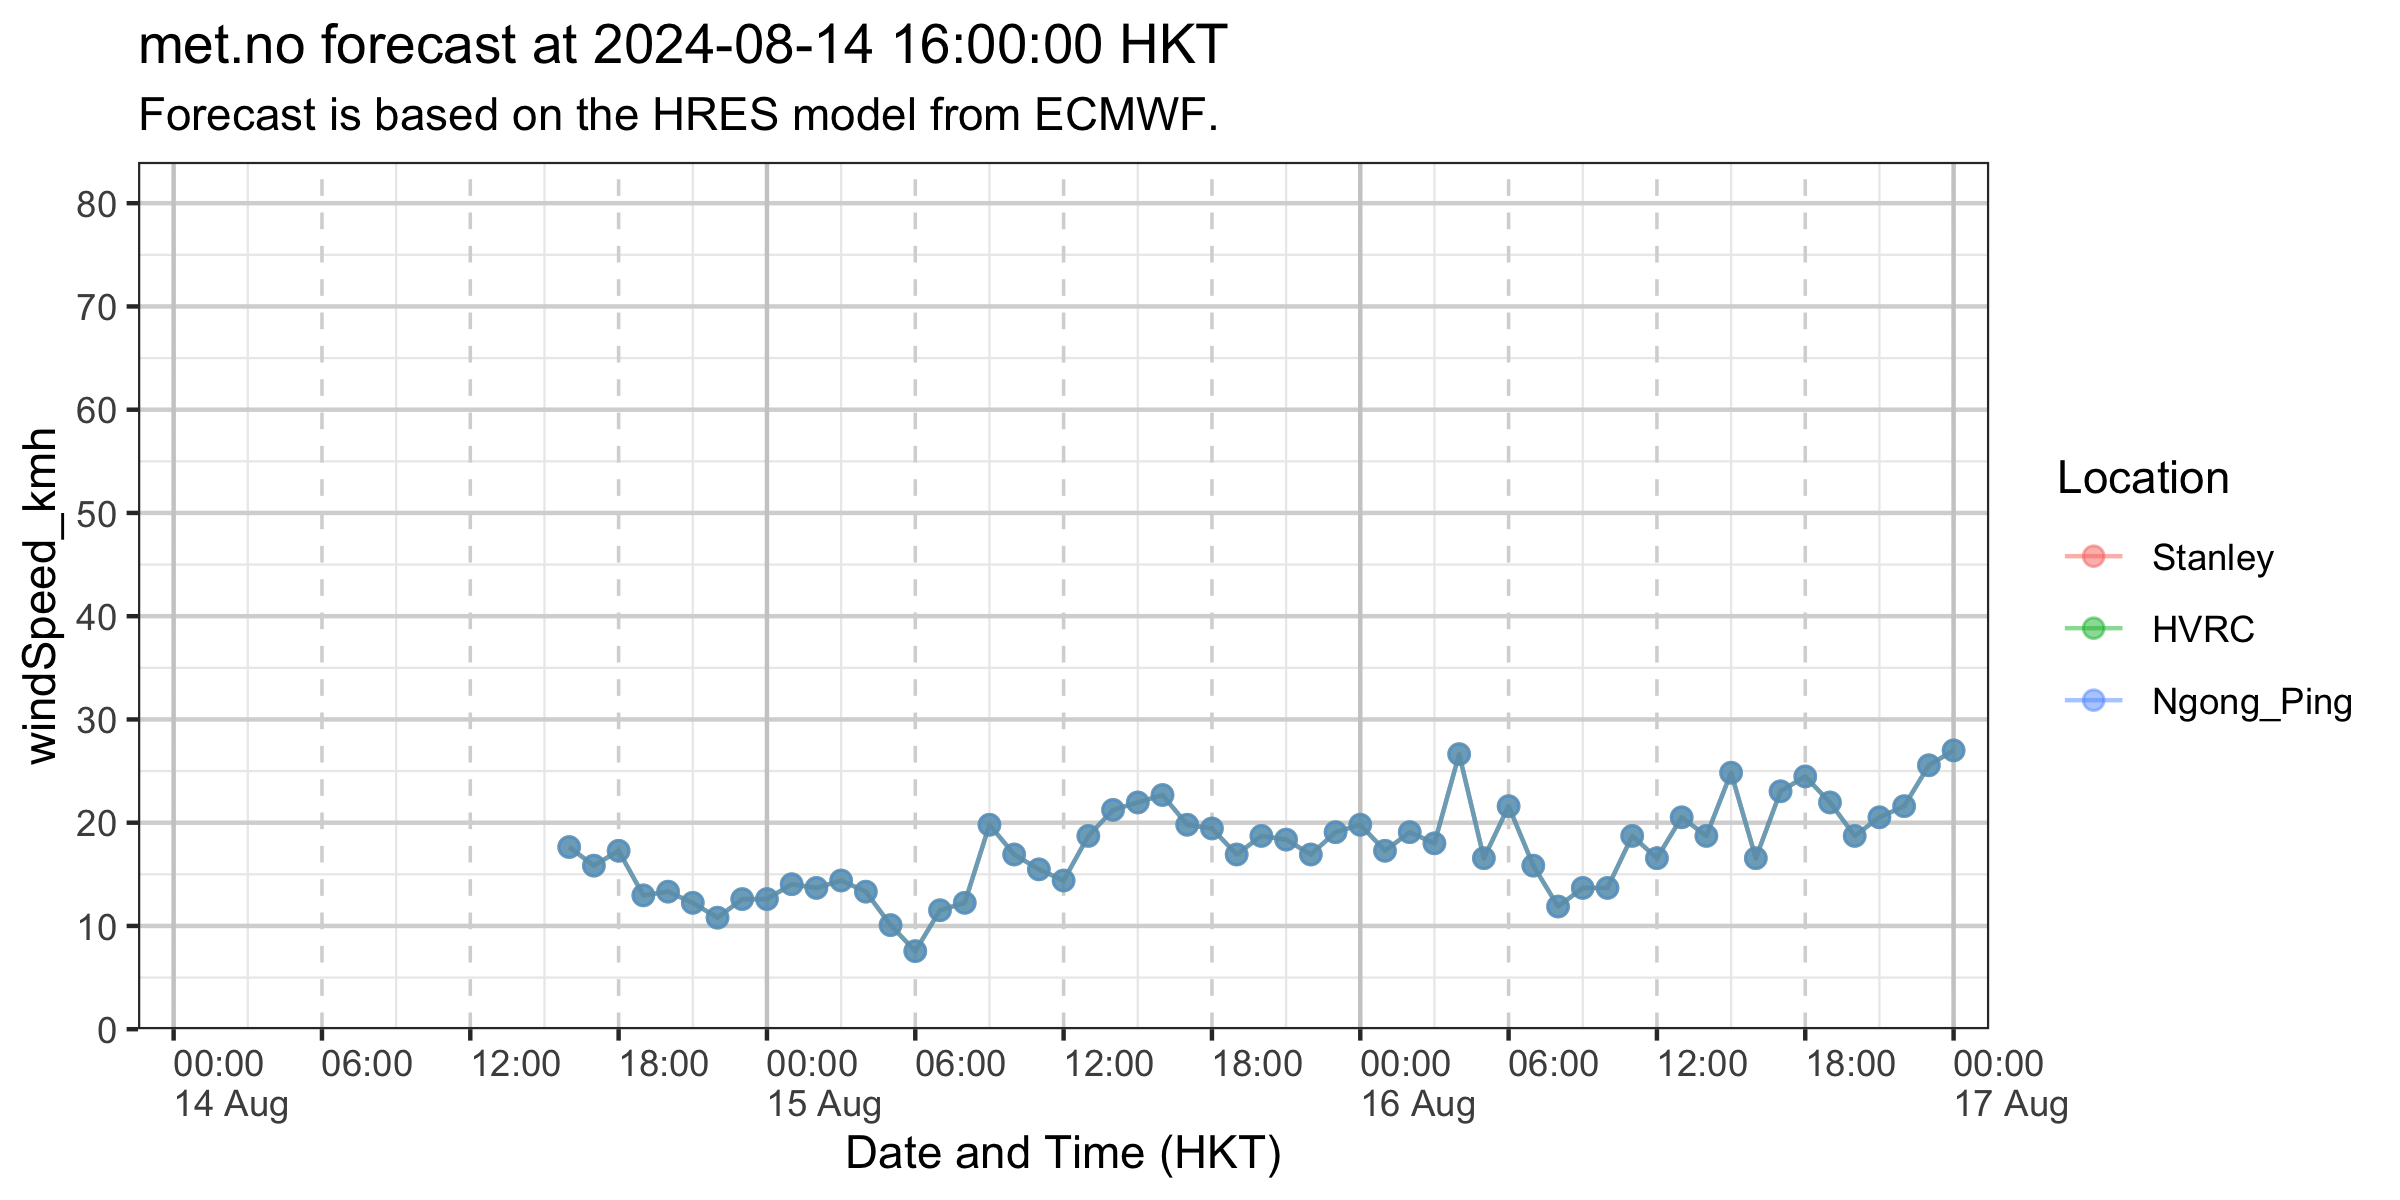 met.no forecast at 2024-08-14 16:00:00 HKT
Forecast is based on the HRES model from ECMWF.
windSpeed_kmh
80
70
60
50
40
30
20
10
0
00:00 06:00 12:00 18:00 00:00 06:00 12:00 18:00 00:00 06:00 12:00 18:00 00:00
14 Aug 15 Aug 16 Aug 17 Aug
Date and Time (HKT)
Location
Stanley
HVRC
Ngong_Ping